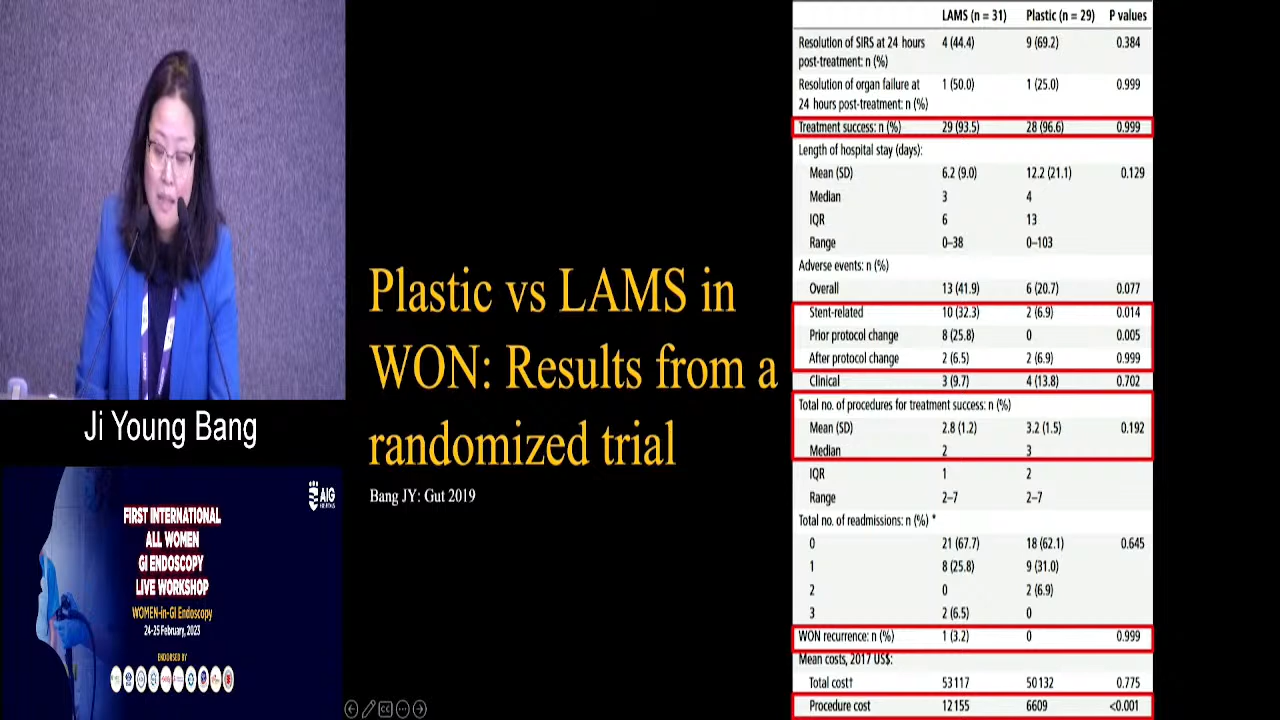 Ji Young Bang
AIG
HOSPITALS
FIRST INTERNATIONAL
ALL WOMEN
GI ENDOSCOPY
LIVE WORKSHOP
WOMEN-in-GI Endoscopy
24-25 February, 2023
ENDORSED BY
Plastic vs LAMS in
WON: Results from a
randomized trial
Bang JY: Gut 2019
LAMS (n = 31) Plastic (n = 29) P values
Resolution of SIRS at 24 hours 4 (44.4) 9 (69.2) 0.384
post-treatment: n (%)
Resolution of organ failure at 1 (50.0) 1 (25.0) 0.999
24 hours post-treatment: n (%)
Treatment success: n (%) 29 (93.5) 28 (96.6) 0.999
Length of hospital stay (days):
Mean (SD) 6.2 (9.0) 12.2 (21.1) 0.129
Median 3 4
IQR 6 13
Range 0–38 0–103
Adverse events: n (%)
Overall 13 (41.9) 6 (20.7) 0.077
Stent-related 10 (32.3) 2 (6.9) 0.014
Prior protocol change 8 (25.8) 0 0.005
After protocol change 2 (6.5) 2 (6.9) 0.999
Clinical 3 (9.7) 4 (13.8) 0.702
Total no. of procedures for treatment success: n (%)
Mean (SD) 2.8 (1.2) 3.2 (1.5) 0.192
Median 2 3
IQR 1 2
Range 2–7 2–7
Total no. of readmissions: n (%) *
0 21 (67.7) 18 (62.1) 0.645
1 8 (25.8) 9 (31.0)
2 0 2 (6.9)
3 2 (6.5) 0
WON recurrence: n (%) 1 (3.2) 0 0.999
Mean costs, 2017 US$:
Total cost† 53117 50132 0.775
Procedure cost 12155 6609 <0.001